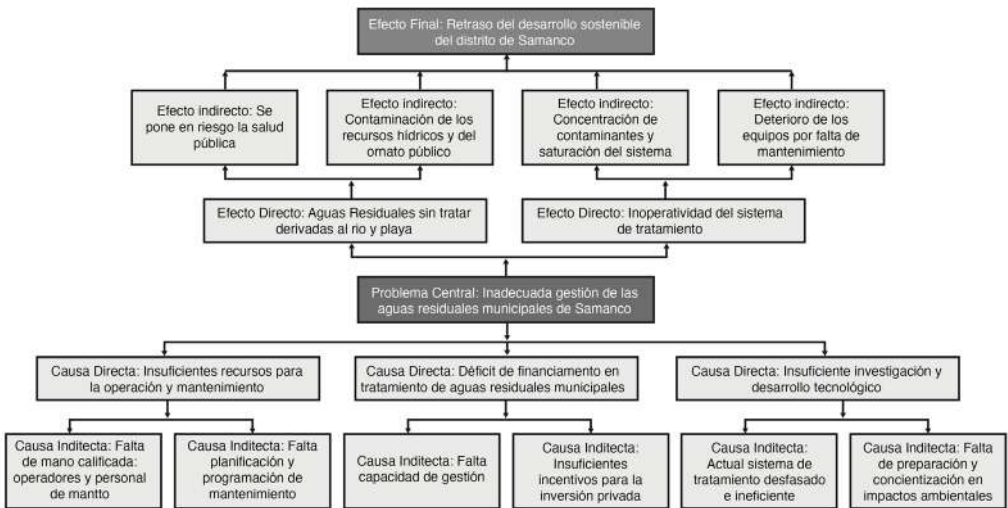 Efecto Final: Retraso del desarrollo sostenible
del distrito de Samanco
Efecto indirecto: Se
pone en riesgo la salud
pública
Efecto indirecto:
Contaminación de los
recursos hídricos y del
ornato público
Efecto indirecto:
Concentración de
contaminantes y
saturación del sistema
Efecto indirecto:
Deterioro de los
equipos por falta de
mantenimiento
Efecto Directo: Aguas Residuales sin tratar
derivadas al rio y playa
Efecto Directo: Inoperatividad del sistema
de tratamiento
Problema Central: Inadecuada gestión de las
aguas residuales municipales de Samanco
Causa Directa: Insuficientes recursos para
la operación y mantenimiento
Causa Directa: Déficit de financiamiento en
tratamiento de aguas residuales municipales
Causa Directa: Insuficiente investigación y
desarrollo tecnológico
Causa Inditecta: Falta
de mano calificada:
operadores y personal
de mantto
Causa Inditecta: Falta
planificación y
programación de
mantenimiento
Causa Inditecta: Falta
capacidad de gestión
Causa Inditecta:
Insuficientes
incentivos para la
inversión privada
Causa Inditecta:
Actual sistema de
tratamiento desfasado
e ineficiente
Causa Inditecta: Falta
de preparación y
concientización en
impactos ambientales